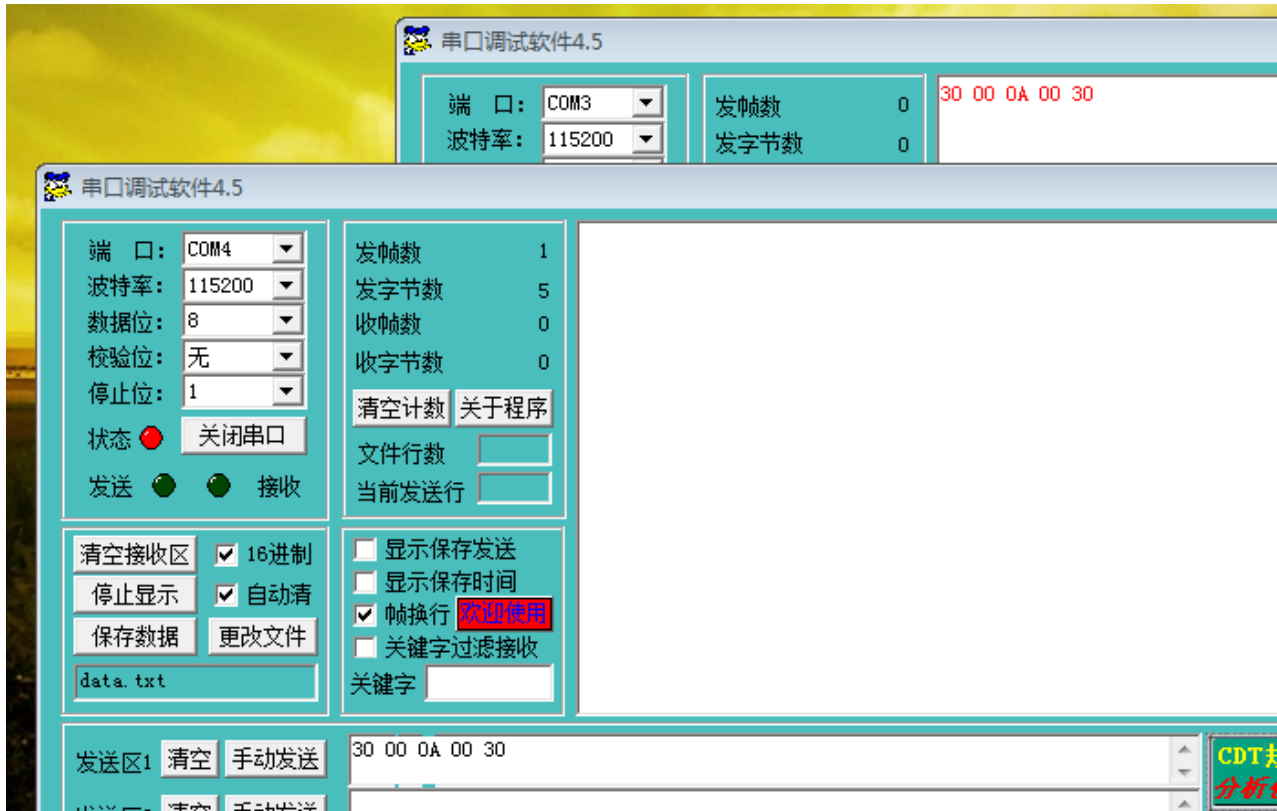 串口调试软件4.5
端 口: COM3
发帧数 0
30 00 0A 00 30
波特率: 115200
发字节数 0
串口调试软件4.5
端 口: COM4
波特率: 115200
数据位: 8
校验位: 无
停止位: 1
状态 关闭串口
发送 接收
发帧数 1
发字节数 5
收帧数 0
收字节数 0
清空计数 关于程序
文件行数
当前发送行
清空接收区 16进制
停止显示 自动清
保存数据 更改文件
data.txt
显示保存发送
显示保存时间
帧换行 欢迎使用
关键字过滤接收
关键字
发送区1 清空 手动发送
30 00 0A 00 30
CDT
分析
清空 手动发送